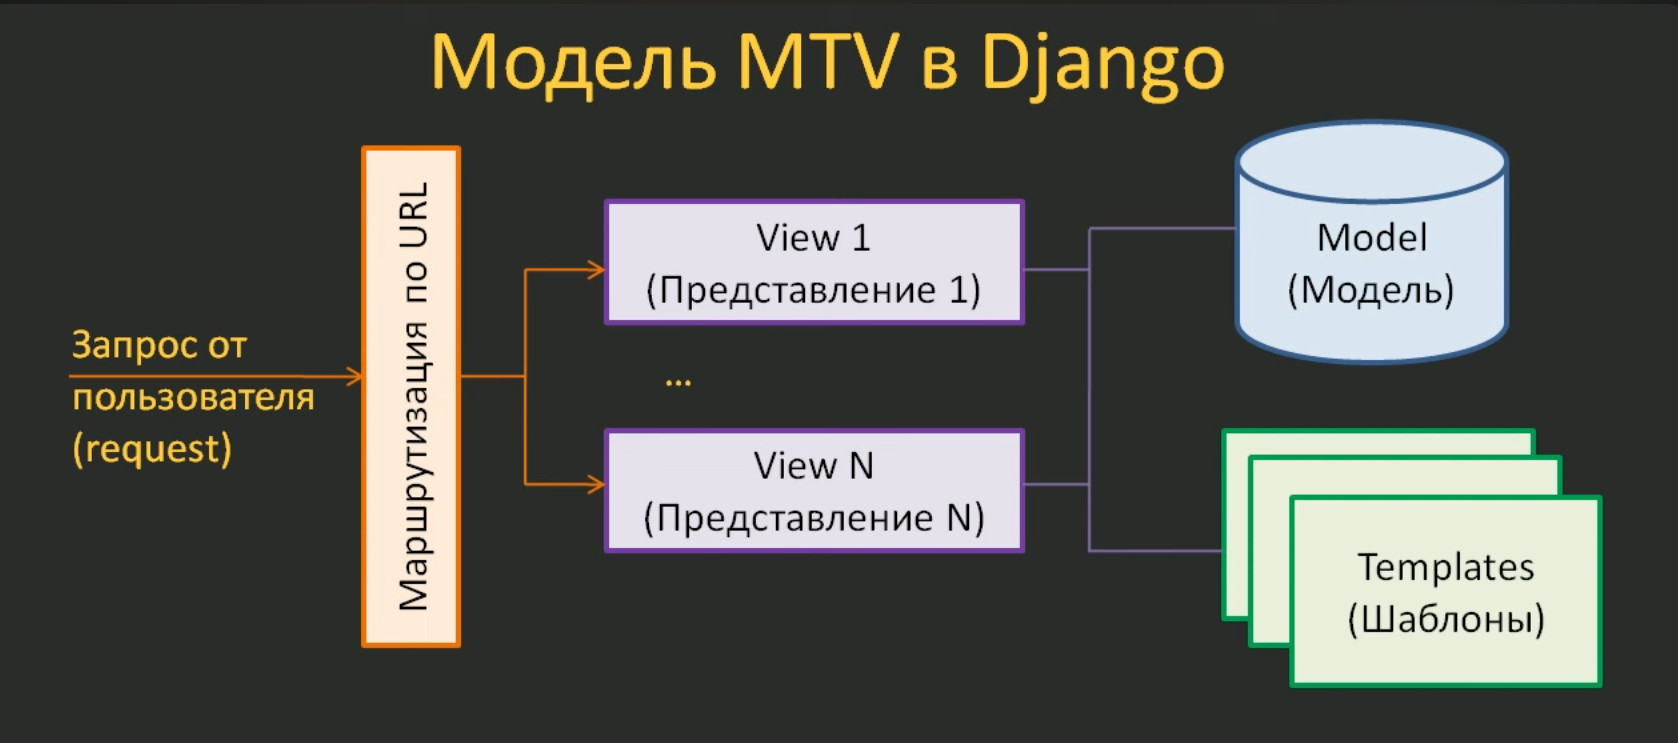 Модель MTV в Django
Запрос от
пользователя
(request)
Маршрутизация по URL
View 1
(Представление 1)
...
View N
(Представление N)
Model
(Модель)
Templates
(Шаблоны)